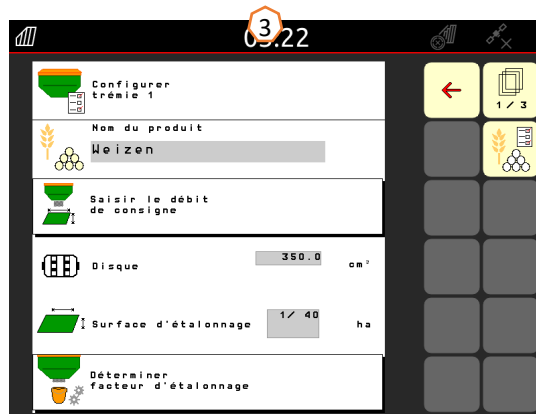 3
05:22
Configurer
trémie 1
1 / 3
Nom du produit
Weizen
Saisir le débit
de consigne
Disque
350.0
cm³
Surface d'étalonnage
1/ 40
ha
Déterminer
facteur d'étalonnage